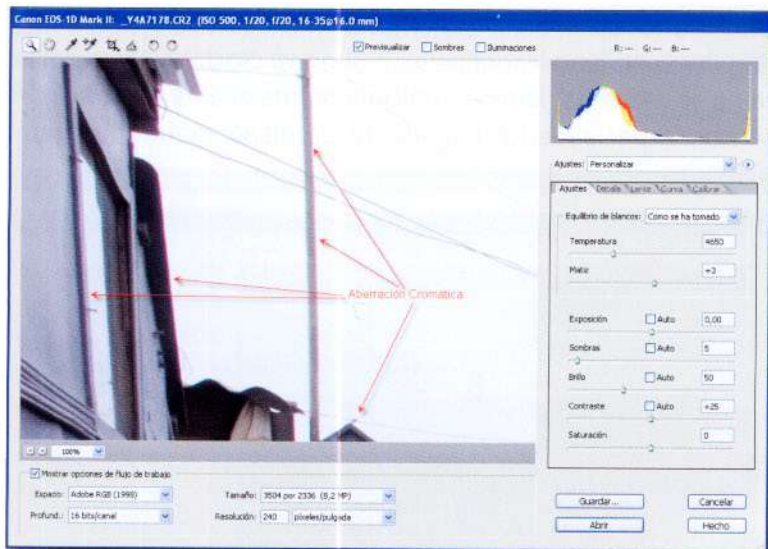 Canon EOS-1D Mark II: _Y4A7178.CR2 (ISO 500, 1/20, f/20, 16-35@16.0 mm)
Previsualizar Sombras Iluminaciones
R: --- G: --- B: ---
Ajustes: Personalizar
Ajustes Detalle Lente Curva Calibrar
Equilibrio de blancos: Como se ha tomado
Temperatura 4650
Matiz +3
Exposición Auto 0,00
Sombras Auto 5
Brillo Auto 50
Contraste Auto +25
Saturación 0
Aberración Cromática
100%
Mostrar opciones de flujo de trabajo
Espacio: Adobe RGB (1998)
Tamaño: 3504 por 2336 (8,2 MP)
Profund.: 16 bits/canal
Resolución: 240 píxeles/pulgada
Guardar... Cancelar
Abrir Hecho